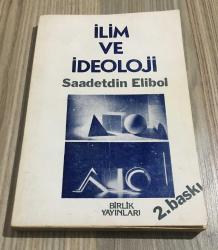 İLİM VE
İDEOLOJİ
Saadetdin Elibol
BİRLİK
YAYINLARI
2.baskı